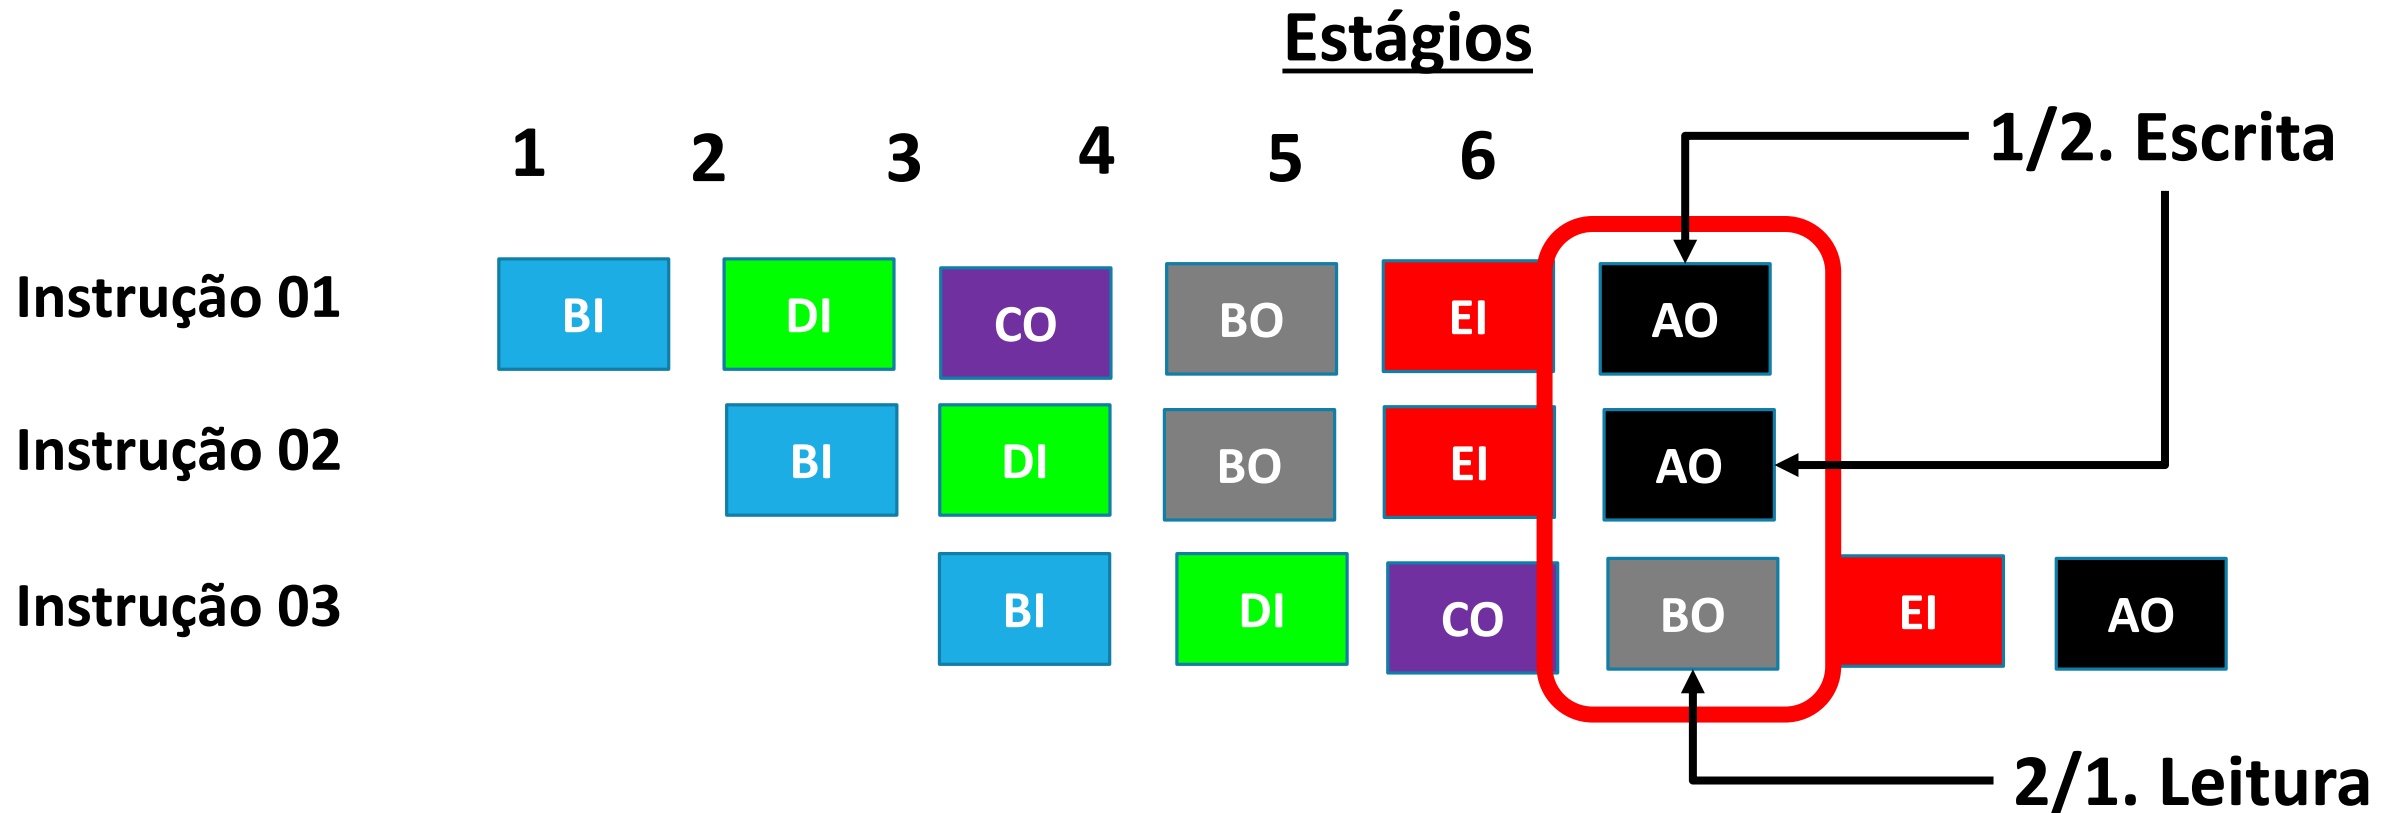 Estágios
1 2 3 4 5 6
1/2. Escrita
Instrução 01 BI DI CO BO EI AO
Instrução 02 BI DI BO EI AO
Instrução 03 BI DI CO BO EI AO
2/1. Leitura